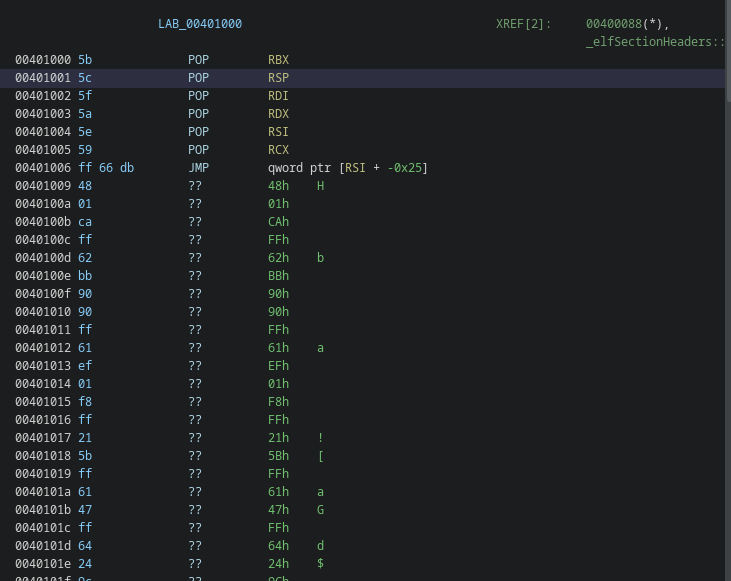 LAB_00401000 XREF[2]: 00400088(*),
_elfSectionHeaders::
00401000 5b POP RBX
00401001 5c POP RSP
00401002 5f POP RDI
00401003 5a POP RDX
00401004 5e POP RSI
00401005 59 POP RCX
00401006 ff 66 db JMP qword ptr [RSI + -0x25]
00401009 48 ?? 48h H
0040100a 01 ?? 01h
0040100b ca ?? CAh
0040100c ff ?? FFh
0040100d 62 ?? 62h b
0040100e bb ?? BBh
0040100f 90 ?? 90h
00401010 90 ?? 90h
00401011 ff ?? FFh
00401012 61 ?? 61h a
00401013 ef ?? EFh
00401014 01 ?? 01h
00401015 f8 ?? F8h
00401016 ff ?? FFh
00401017 21 ?? 21h !
00401018 5b ?? 5Bh [
00401019 ff ?? FFh
0040101a 61 ?? 61h a
0040101b 47 ?? 47h G
0040101c ff ?? FFh
0040101d 64 ?? 64h d
0040101e 24 ?? 24h $
0040101f 9c ?? 9Ch